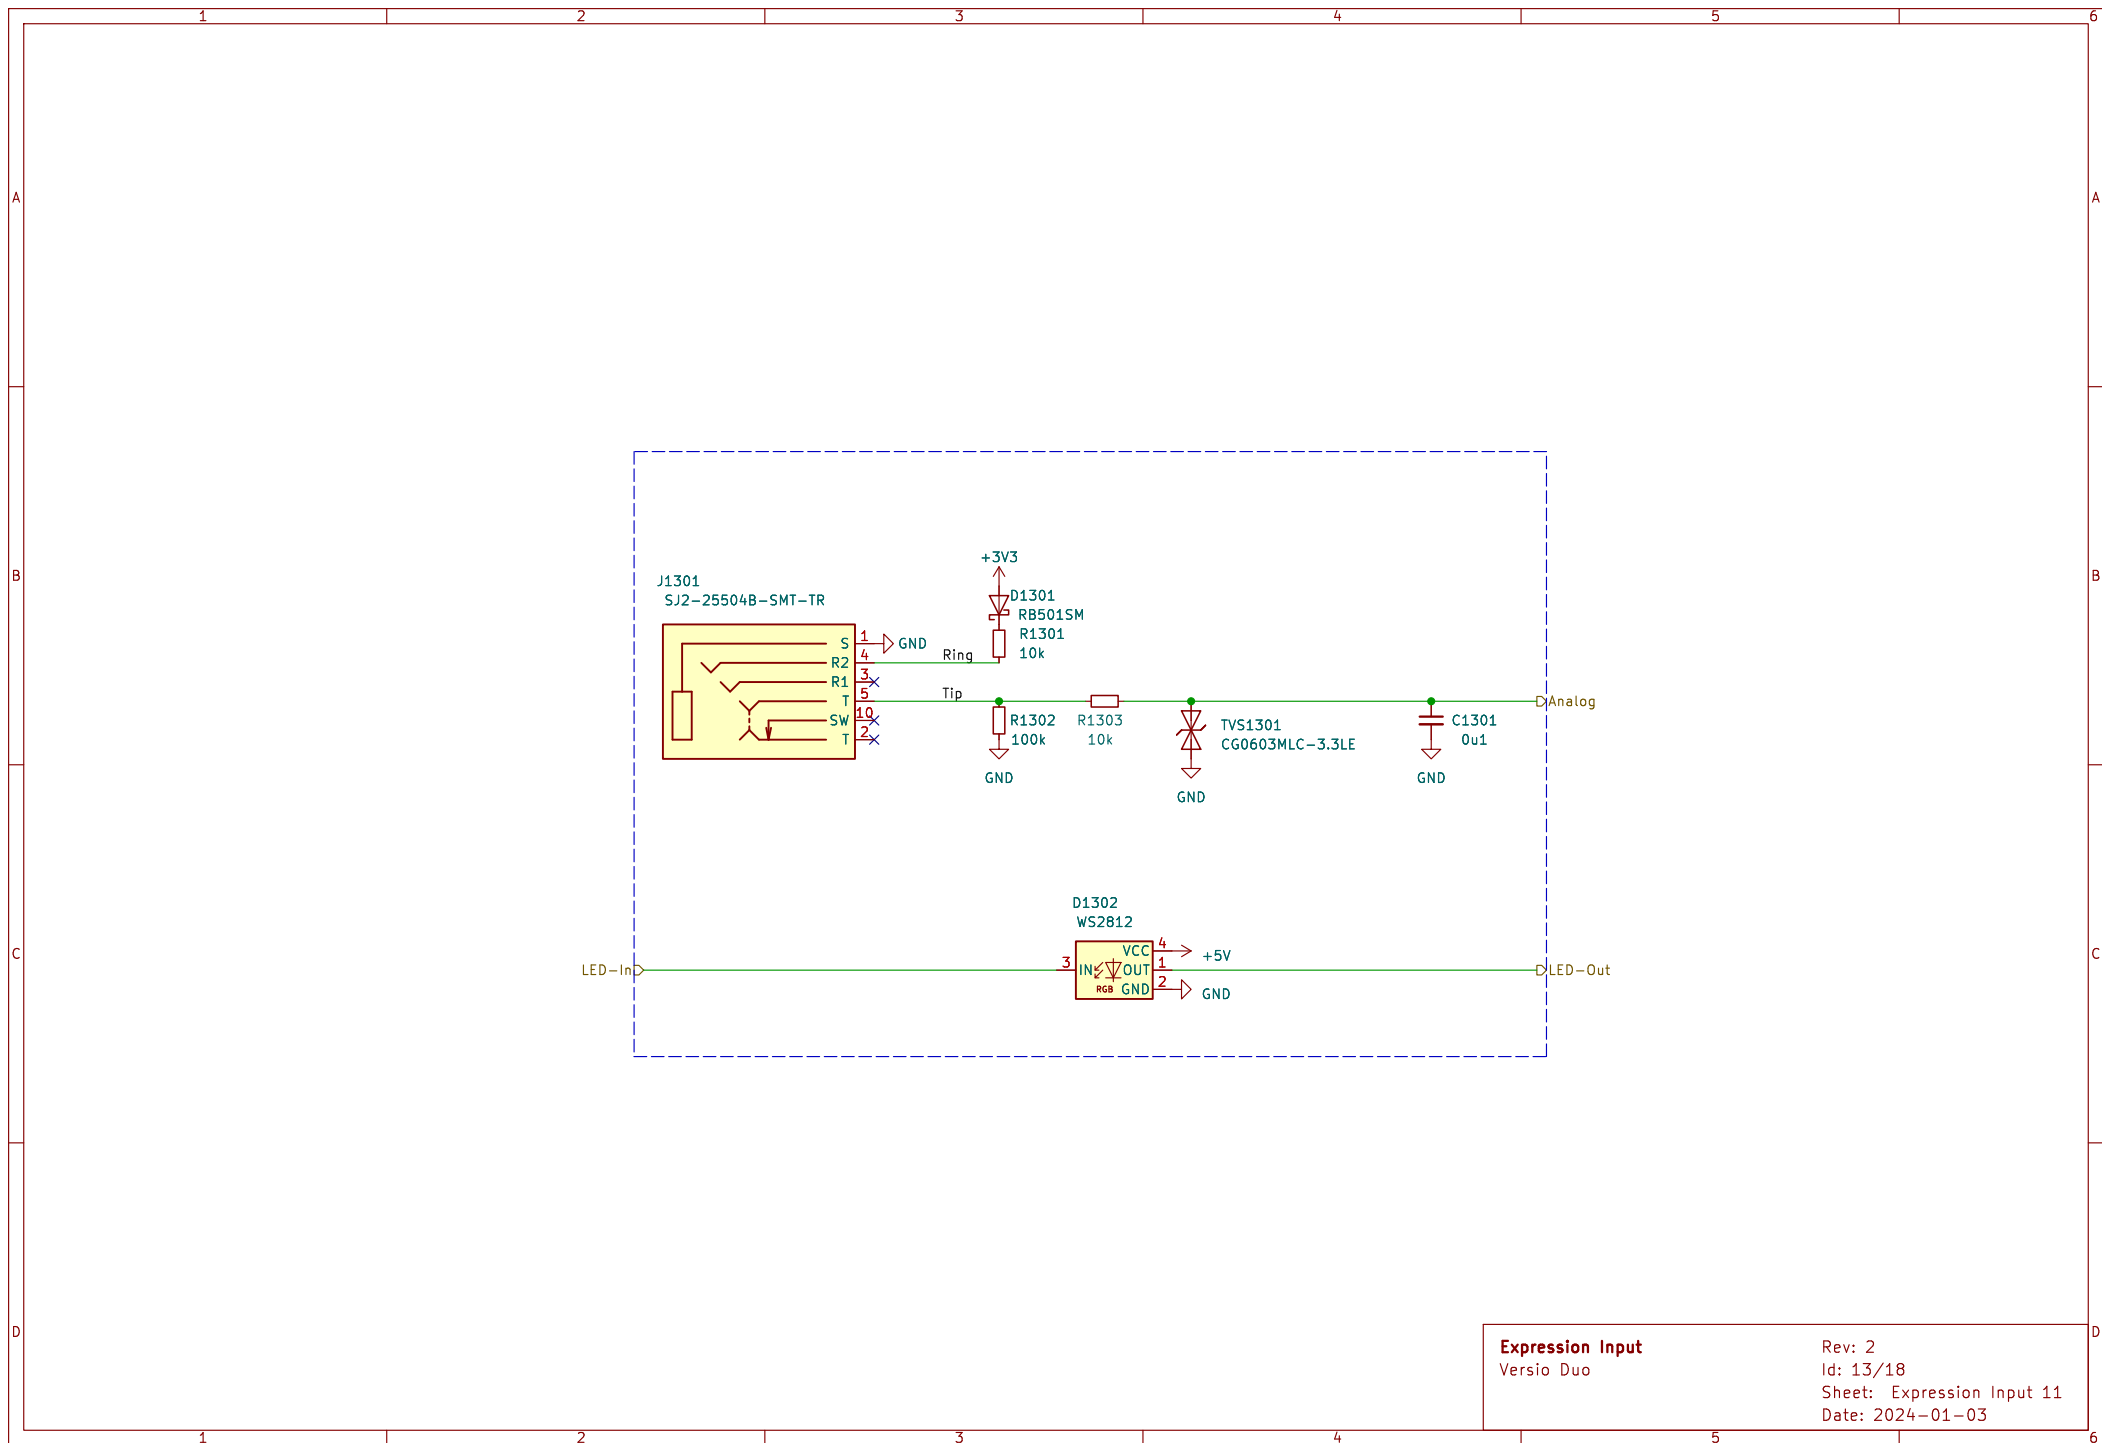 1 2 3 4 5 6
A A
+3V3
J1301
SJ2-25504B-SMT-TR
D1301
RB501SM
R1301
10k
S 1 GND
R2 4 Ring
R1 3
T 5 Tip
SW 10
T 2
R1302
100k
GND
R1303
10k
TVS1301
CG0603MLC-3.3LE
GND
C1301
0u1
GND
Analog
B B
D1302
WS2812
VCC 4 +5V
LED-In 3 IN OUT 1 LED-Out
RGB GND 2 GND
C C
D D
Expression Input
Versio Duo
Rev: 2
Id: 13/18
Sheet: Expression Input 11
Date: 2024-01-03
1 2 3 4 5 6